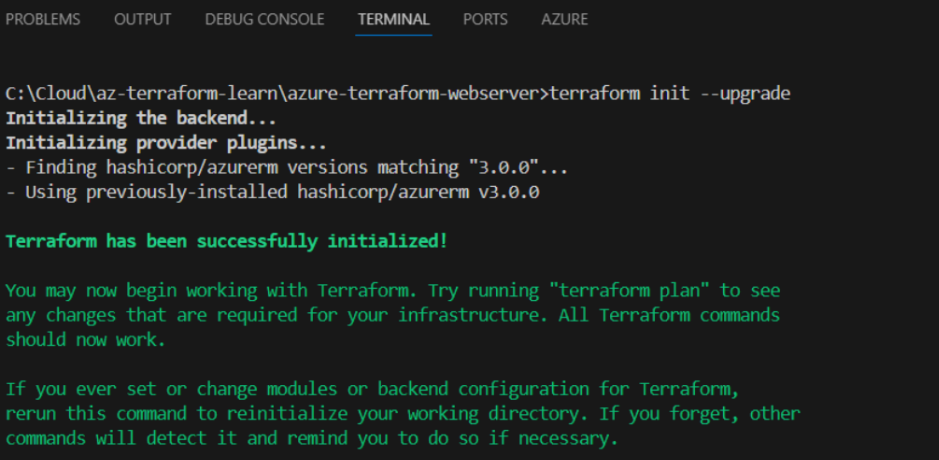 PROBLEMS OUTPUT DEBUG CONSOLE TERMINAL PORTS AZURE
C:\Cloud\az-terraform-learn\azure-terraform-webserver>terraform init --upgrade
Initializing the backend...
Initializing provider plugins...
- Finding hashicorp/azurerm versions matching "3.0.0"...
- Using previously-installed hashicorp/azurerm v3.0.0
Terraform has been successfully initialized!
You may now begin working with Terraform. Try running "terraform plan" to see
any changes that are required for your infrastructure. All Terraform commands
should now work.
If you ever set or change modules or backend configuration for Terraform,
rerun this command to reinitialize your working directory. If you forget, other
commands will detect it and remind you to do so if necessary.